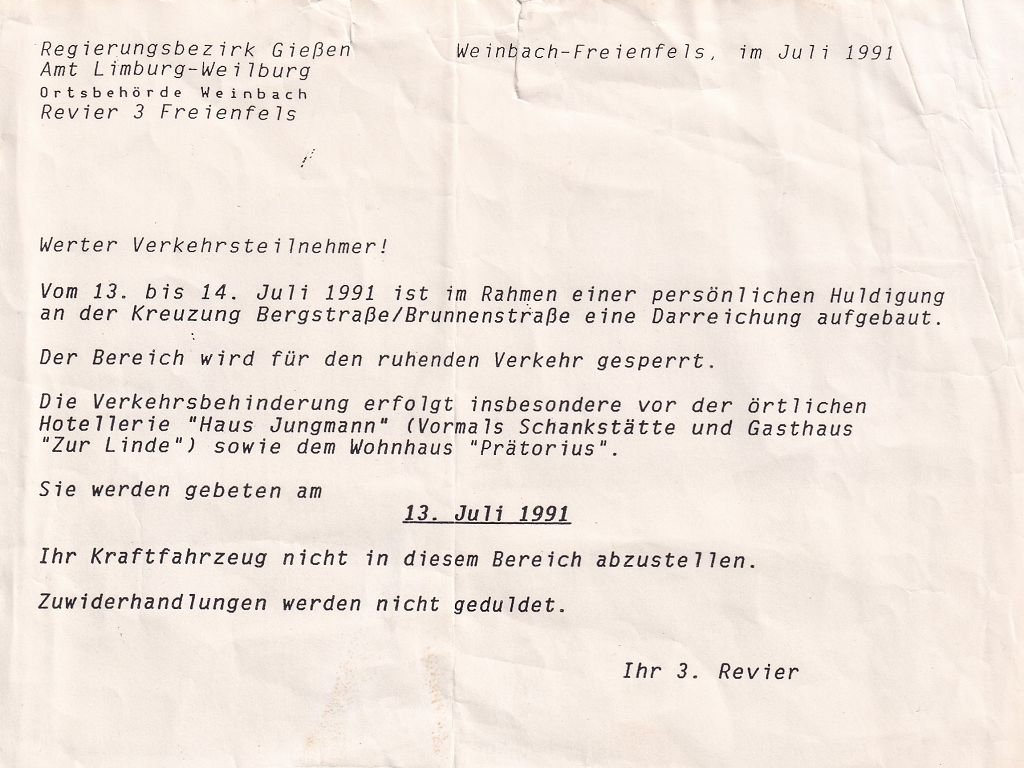 Regierungsbezirk Gießen
Weinbach-Freienfels, im Juli 1991
Amt Limburg-Weilburg
Ortsbehörde Weinbach
Revier 3 Freienfels
Werter Verkehrsteilnehmer!
Vom 13. bis 14. Juli 1991 ist im Rahmen einer persönlichen Huldigung
an der Kreuzung Bergstraße/Brunnenstraße eine Darreichung aufgebaut.
Der Bereich wird für den ruhenden Verkehr gesperrt.
Die Verkehrsbehinderung erfolgt insbesondere vor der örtlichen
Hotellerie "Haus Jungmann" (Vormals Schankstätte und Gasthaus
"Zur Linde") sowie dem Wohnhaus "Prätorius".
Sie werden gebeten am
13. Juli 1991
Ihr Kraftfahrzeug nicht in diesem Bereich abzustellen.
Zuwiderhandlungen werden nicht geduldet.
Ihr 3. Revier